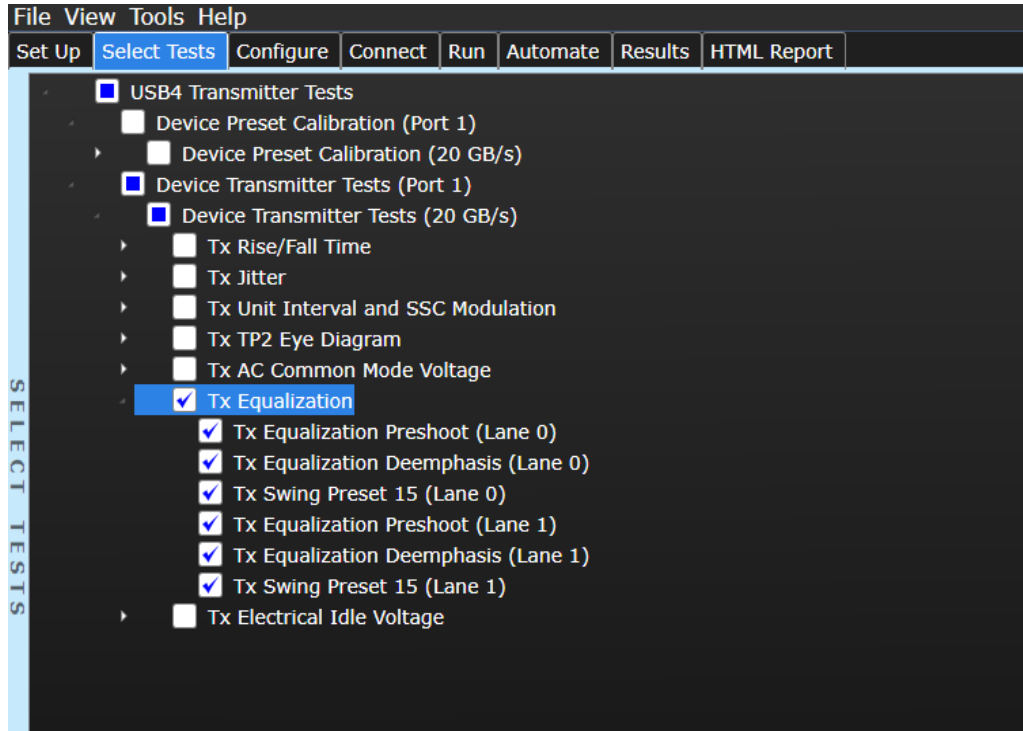 File View Tools Help
Set Up Select Tests Configure Connect Run Automate Results HTML Report
USB4 Transmitter Tests
Device Preset Calibration (Port 1)
Device Preset Calibration (20 GB/s)
Device Transmitter Tests (Port 1)
Device Transmitter Tests (20 GB/s)
Tx Rise/Fall Time
Tx Jitter
Tx Unit Interval and SSC Modulation
Tx TP2 Eye Diagram
Tx AC Common Mode Voltage
Tx Equalization
Tx Equalization Preshoot (Lane 0)
Tx Equalization Deemphasis (Lane 0)
Tx Swing Preset 15 (Lane 0)
Tx Equalization Preshoot (Lane 1)
Tx Equalization Deemphasis (Lane 1)
Tx Swing Preset 15 (Lane 1)
Tx Electrical Idle Voltage
SELECT TESTS